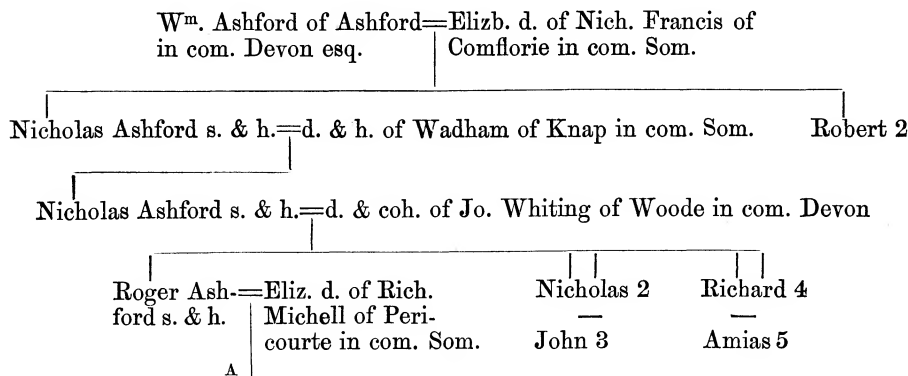 Wm. Ashford of Ashford=Elizb. d. of Nich. Francis of
in com. Devon esq. Comflorie in com. Som.
Nicholas Ashford s. & h.=d. & h. of Wadham of Knap in com. Som. Robert 2
Nicholas Ashford s. & h.=d. & coh. of Jo. Whiting of Woode in com. Devon
Roger Ash-=Eliz. d. of Rich. Nicholas 2 Richard 4
ford s. & h. Michell of Peri-
courte in com. Som. John 3 Amias 5
A